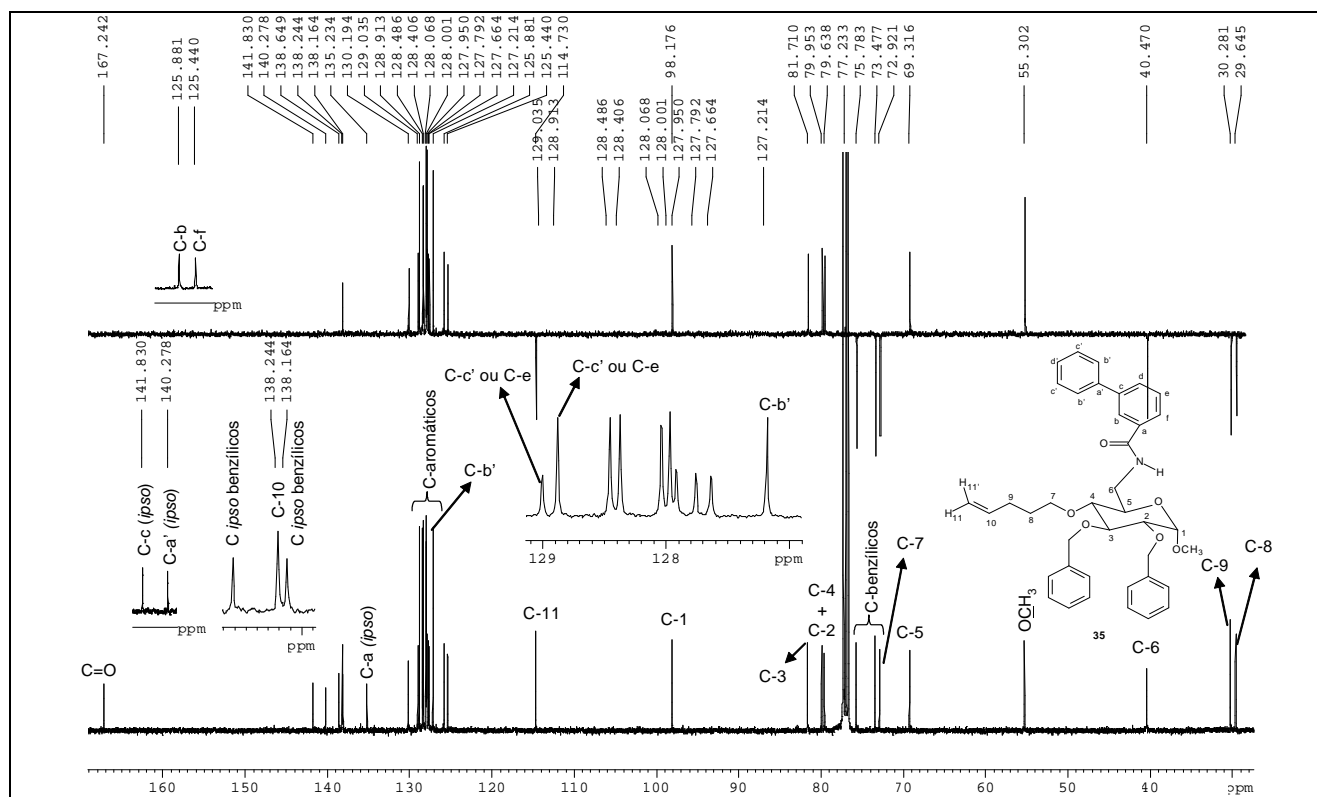 167.242
125.881
125.440
141.830
140.278
138.649
138.244
138.164
135.234
130.194
129.035
128.913
128.486
128.406
128.068
128.001
127.950
127.792
127.664
127.214
125.881
125.440
114.730
98.176
81.710
79.953
79.638
77.233
75.783
73.477
72.921
69.316
55.302
40.470
30.281
29.645
129.035
128.913
128.486
128.406
128.068
128.001
127.950
127.792
127.664
127.214
C-b
C-f
ppm
141.830
140.278
138.244
138.164
C-c (ipso)
C-a' (ipso)
ppm
C ipso benzílicos
C-10
C ipso benzílicos
ppm
C-a (ipso)
C=O
C-aromáticos
C-b'
C-c' ou C-e
C-c' ou C-e
C-b'
129
128
ppm
C-11
C-1
C-3
C-4
+
C-2
C-benzílicos
C-7
C-5
OCH3
C-6
C-9
C-8
c'
b'
d'
c'
b'
a'
c
d
e
b
f
a
O
N
H
6
H
11'
H
11
10
9
8
7
O
4
5
O
3
2
1
O
O
OCH3
35
160
150
140
130
120
110
100
90
80
70
60
50
40
ppm